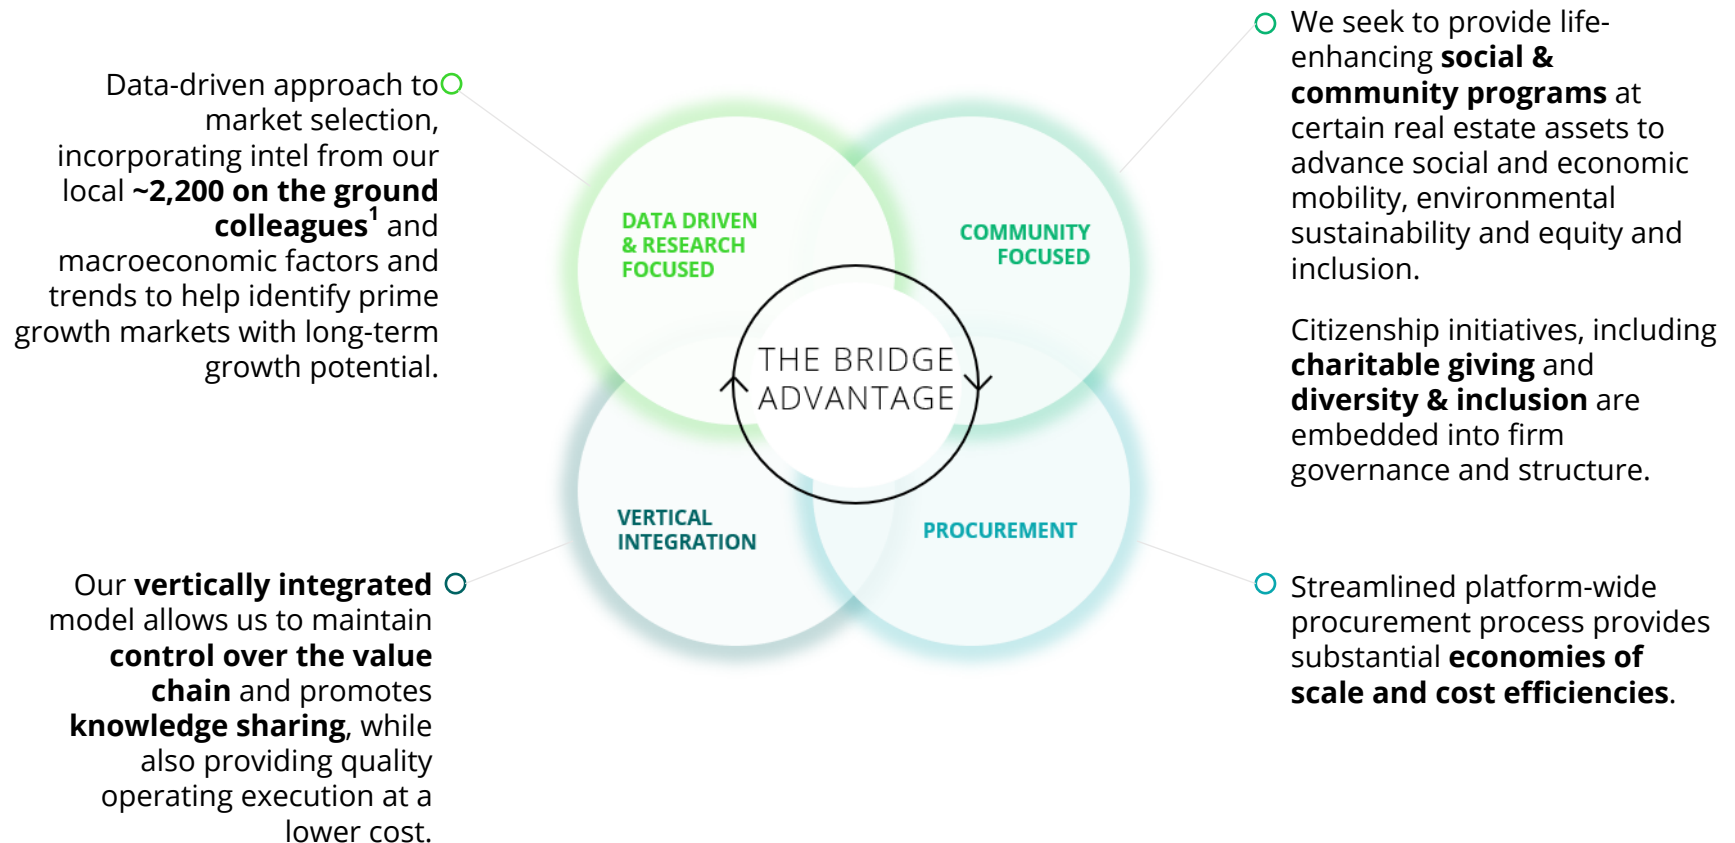 Data-driven approach to
market selection,
incorporating intel from our
local ~2,200 on the ground
colleagues¹ and
macroeconomic factors and
trends to help identify prime
growth markets with long-term
growth potential.
We seek to provide life-
enhancing social &
community programs at
certain real estate assets to
advance social and economic
mobility, environmental
sustainability and equity and
inclusion.
Citizenship initiatives, including
charitable giving and
diversity & inclusion are
embedded into firm
governance and structure.
DATA DRIVEN
& RESEARCH
FOCUSED
COMMUNITY
FOCUSED
THE BRIDGE
ADVANTAGE
VERTICAL
INTEGRATION
PROCUREMENT
Our vertically integrated
model allows us to maintain
control over the value
chain and promotes
knowledge sharing, while
also providing quality
operating execution at a
lower cost.
Streamlined platform-wide
procurement process provides
substantial economies of
scale and cost efficiencies.